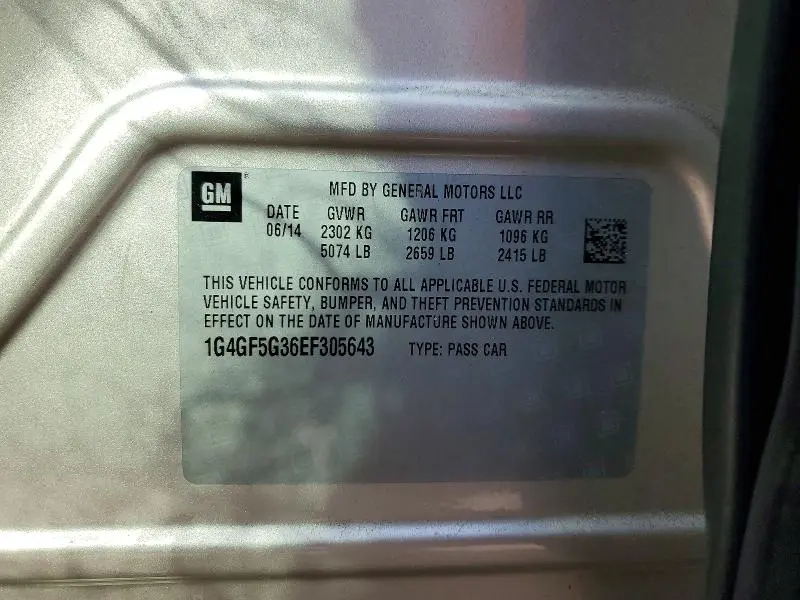 GM
MFD BY GENERAL MOTORS LLC
DATE GVWR GAWR FRT GAWR RR
06/14 2302 KG 1206 KG 1096 KG
5074 LB 2659 LB 2415 LB
THIS VEHICLE CONFORMS TO ALL APPLICABLE U.S. FEDERAL MOTOR
VEHICLE SAFETY, BUMPER, AND THEFT PREVENTION STANDARDS IN
EFFECT ON THE DATE OF MANUFACTURE SHOWN ABOVE.
1G4GF5G36EF305643 TYPE: PASS CAR